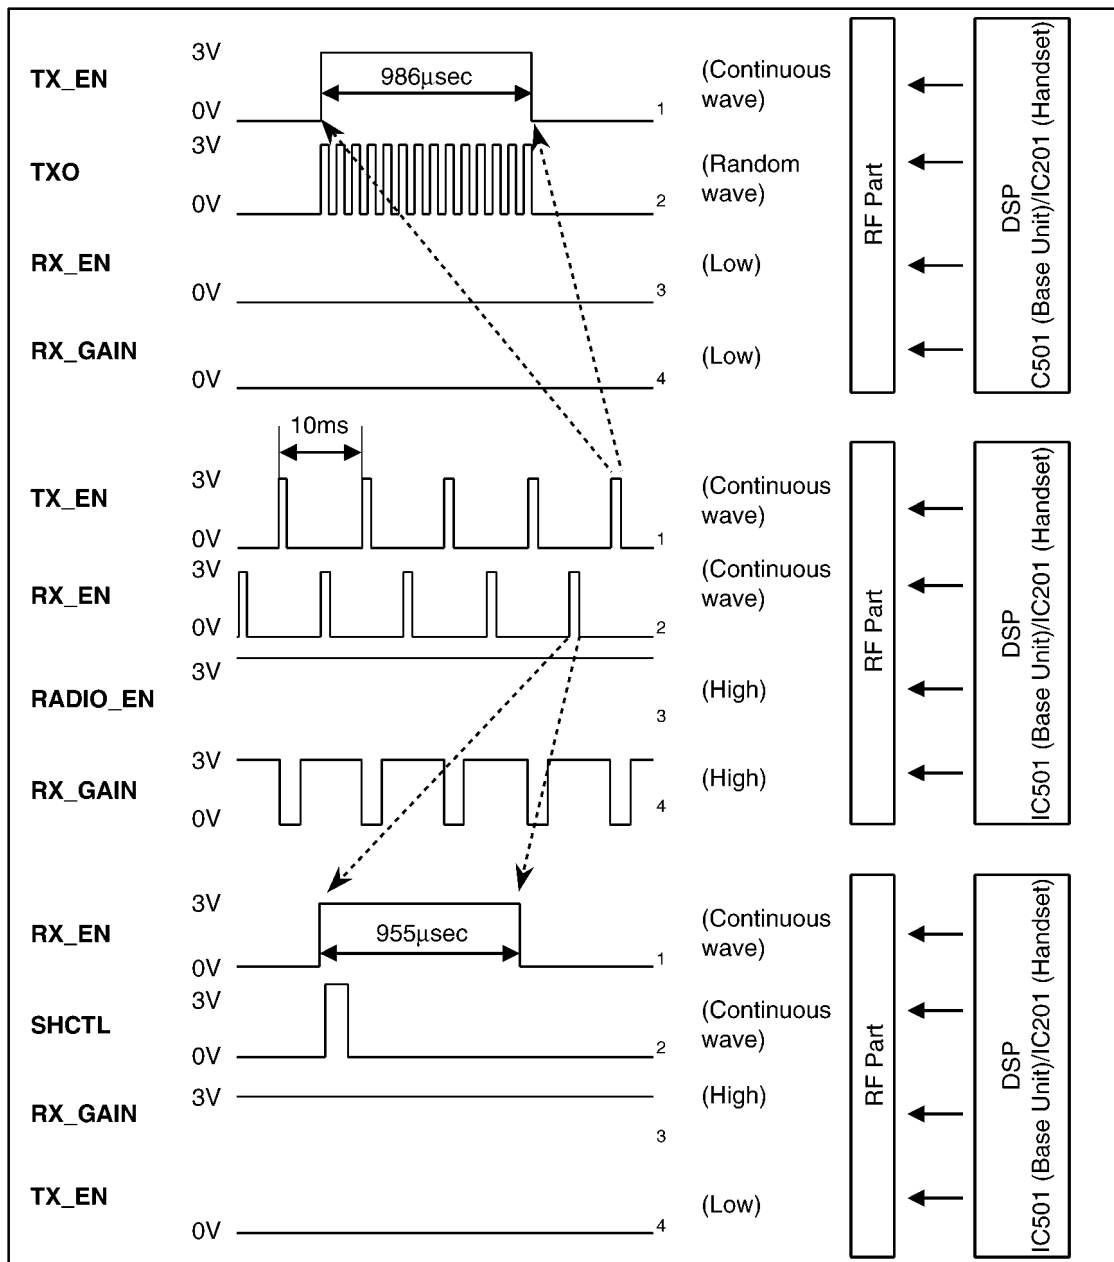 3V
TX_EN
986μsec
(Continuous
wave)
0V
1
3V
TXO
(Random
wave)
0V
2
RX_EN
(Low)
0V
3
RX_GAIN
(Low)
0V
4
RF Part
DSP
C501 (Base Unit)/IC201 (Handset)
10ms
3V
TX_EN
(Continuous
wave)
0V
1
3V
RX_EN
(Continuous
wave)
0V
2
3V
RADIO_EN
(High)
3
3V
RX_GAIN
(High)
0V
4
RF Part
DSP
IC501 (Base Unit)/IC201 (Handset)
3V
RX_EN
955μsec
(Continuous
wave)
0V
1
3V
SHCTL
(Continuous
wave)
0V
2
3V
RX_GAIN
(High)
3
TX_EN
(Low)
0V
4
RF Part
DSP
IC501 (Base Unit)/IC201 (Handset)